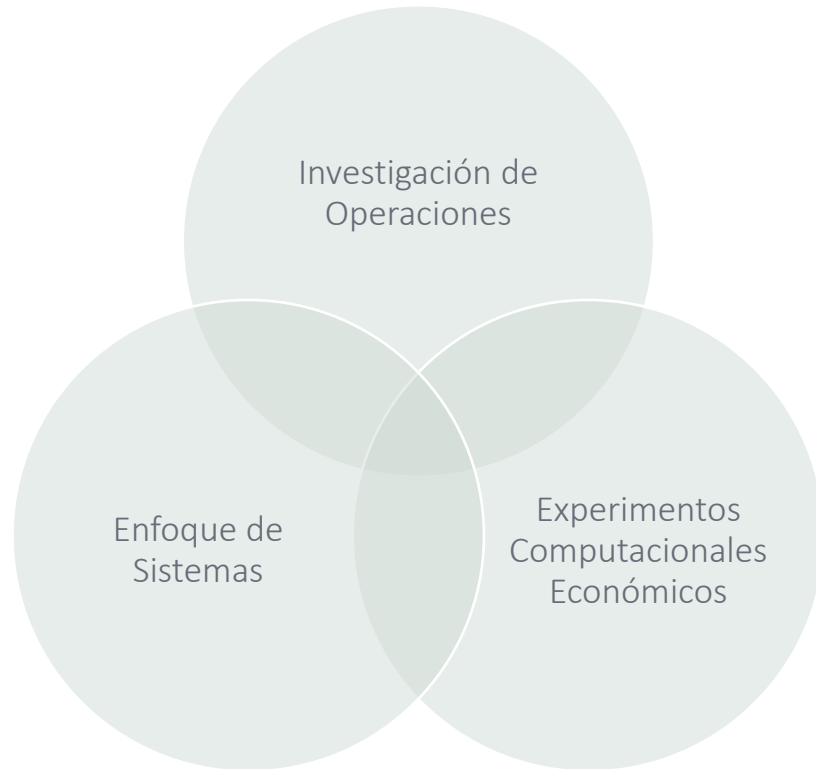 Investigación de
Operaciones
Enfoque de
Sistemas
Experimentos
Computacionales
Económicos